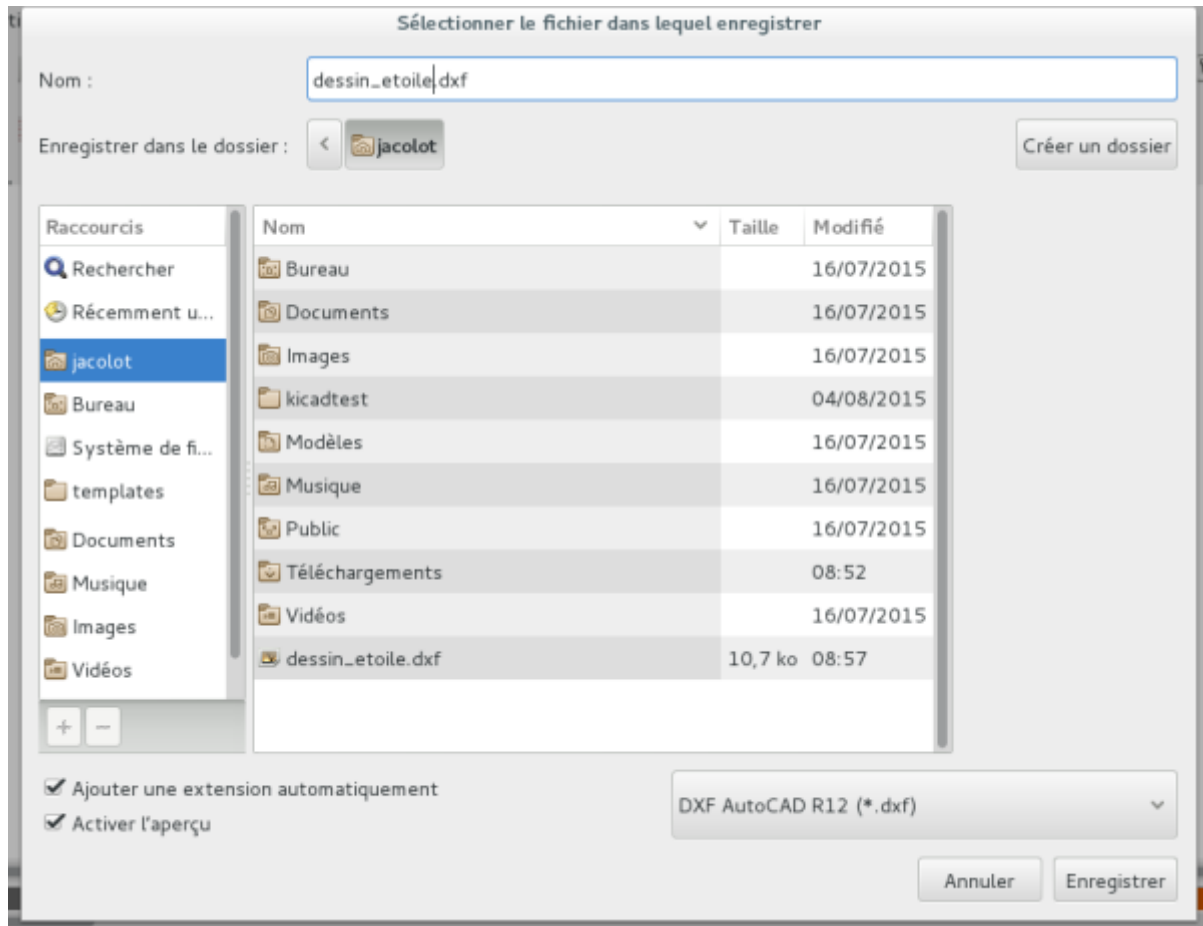 Sélectionner le fichier dans lequel enregistrer
Nom :
dessin_etoile.dxf
Enregistrer dans le dossier :
<
jacolot
Créer un dossier
Raccourcis
Rechercher
Récemment u...
jacolot
Bureau
Système de fi...
templates
Documents
Musique
Images
Vidéos
+ −
Nom Taille Modifié
Bureau 16/07/2015
Documents 16/07/2015
Images 16/07/2015
kicadtest 04/08/2015
Modèles 16/07/2015
Musique 16/07/2015
Public 16/07/2015
Téléchargements 08:52
Vidéos 16/07/2015
dessin_etoile.dxf 10,7 ko 08:57
Ajouter une extension automatiquement
Activer l'aperçu
DXF AutoCAD R12 (*.dxf)
Annuler
Enregistrer